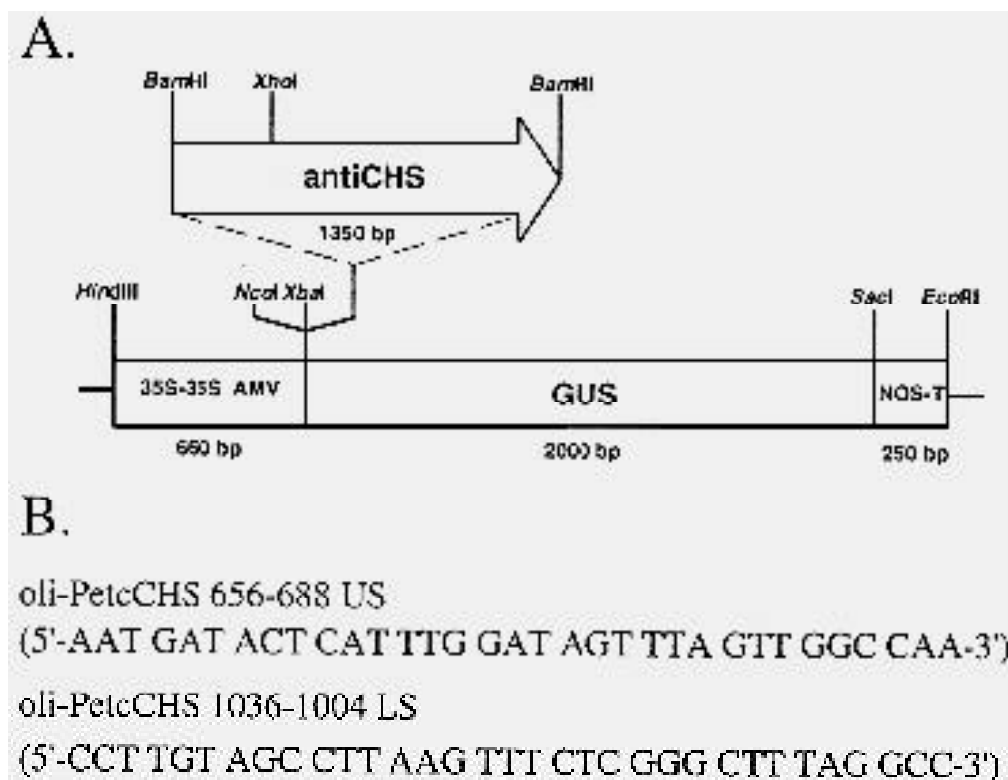 A.
BamHI XhoI BamHI
antiCHS
1350 bp
HindIII NcoI XbaI SacI EcoRI
35S-35S AMV GUS NOS-T
660 bp 2000 bp 250 bp
B.
oli-PetcCHS 656-688 US
(5'-AAT GAT ACT CAT TTG GAT AGT TTA GTT GGC CAA-3')
oli-PetcCHS 1036-1004 LS
(5'-CCT TGT AGC CTT AAG TTT CTC GGG CTT TAG GCC-3')